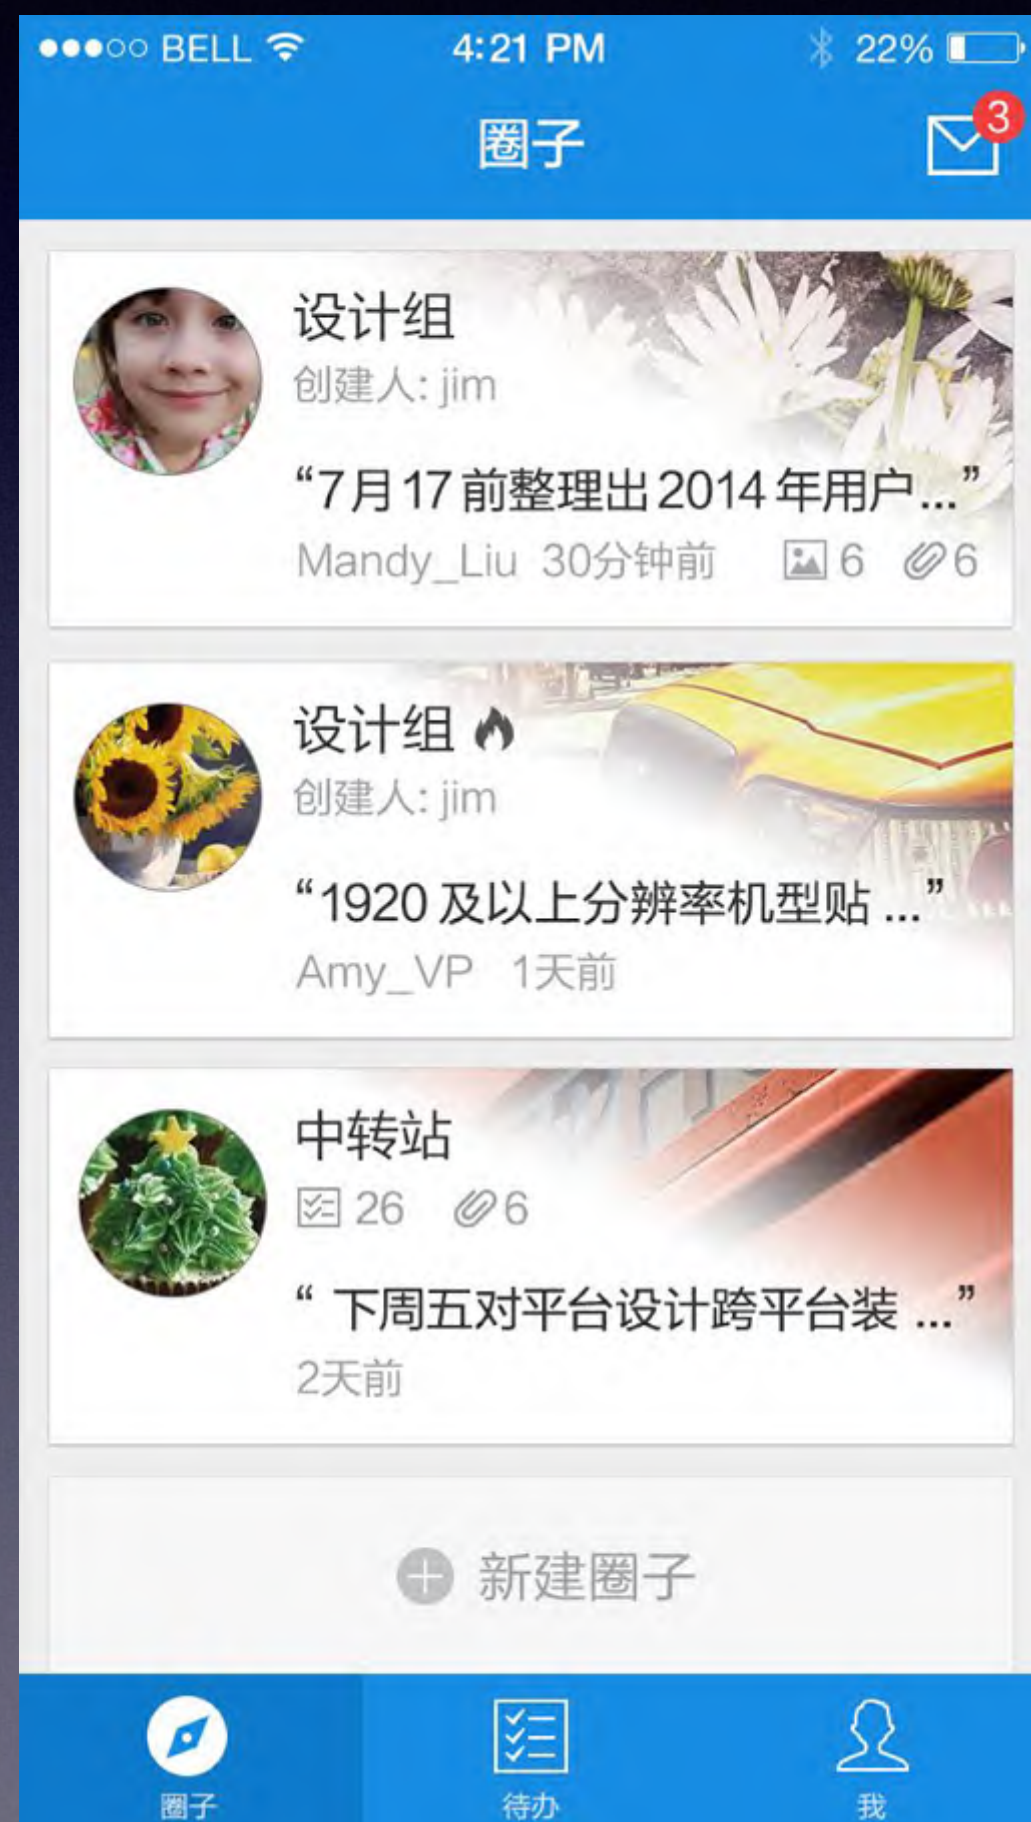 BELL 4:21 PM 22%
圈子 3
设计组
创建人: jim
“7月17前整理出2014年用户...”
Mandy_Liu 30分钟前 6 6
设计组
创建人: jim
“1920及以上分辨率机型贴 ...”
Amy_VP 1天前
中转站
26 6
“ 下周五对平台设计跨平台装 ...”
2天前
新建圈子
圈子 待办 我